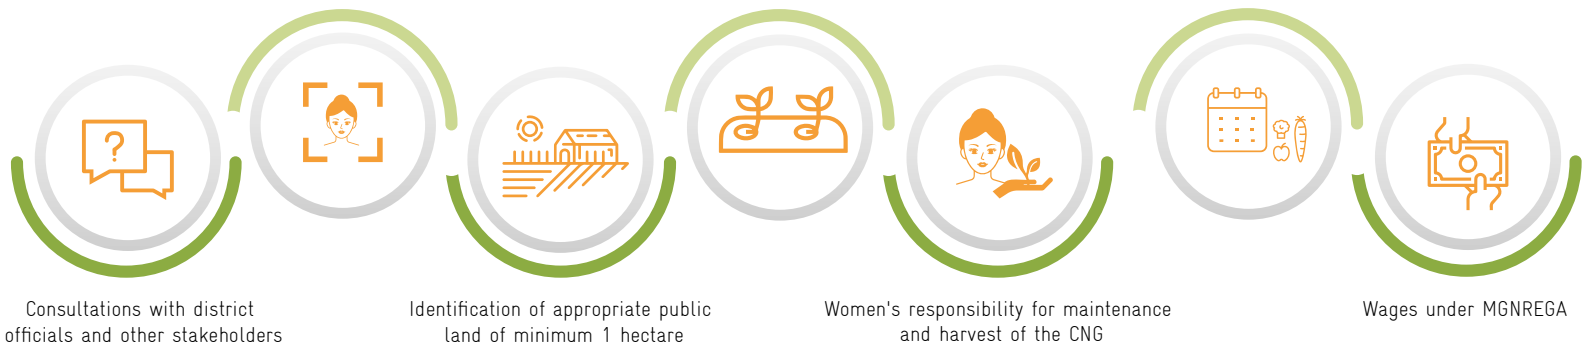 ?
Consultations with district
officials and other stakeholders
Identification of appropriate public
land of minimum 1 hectare
Women's responsibility for maintenance
and harvest of the CNG
Wages under MGNREGA